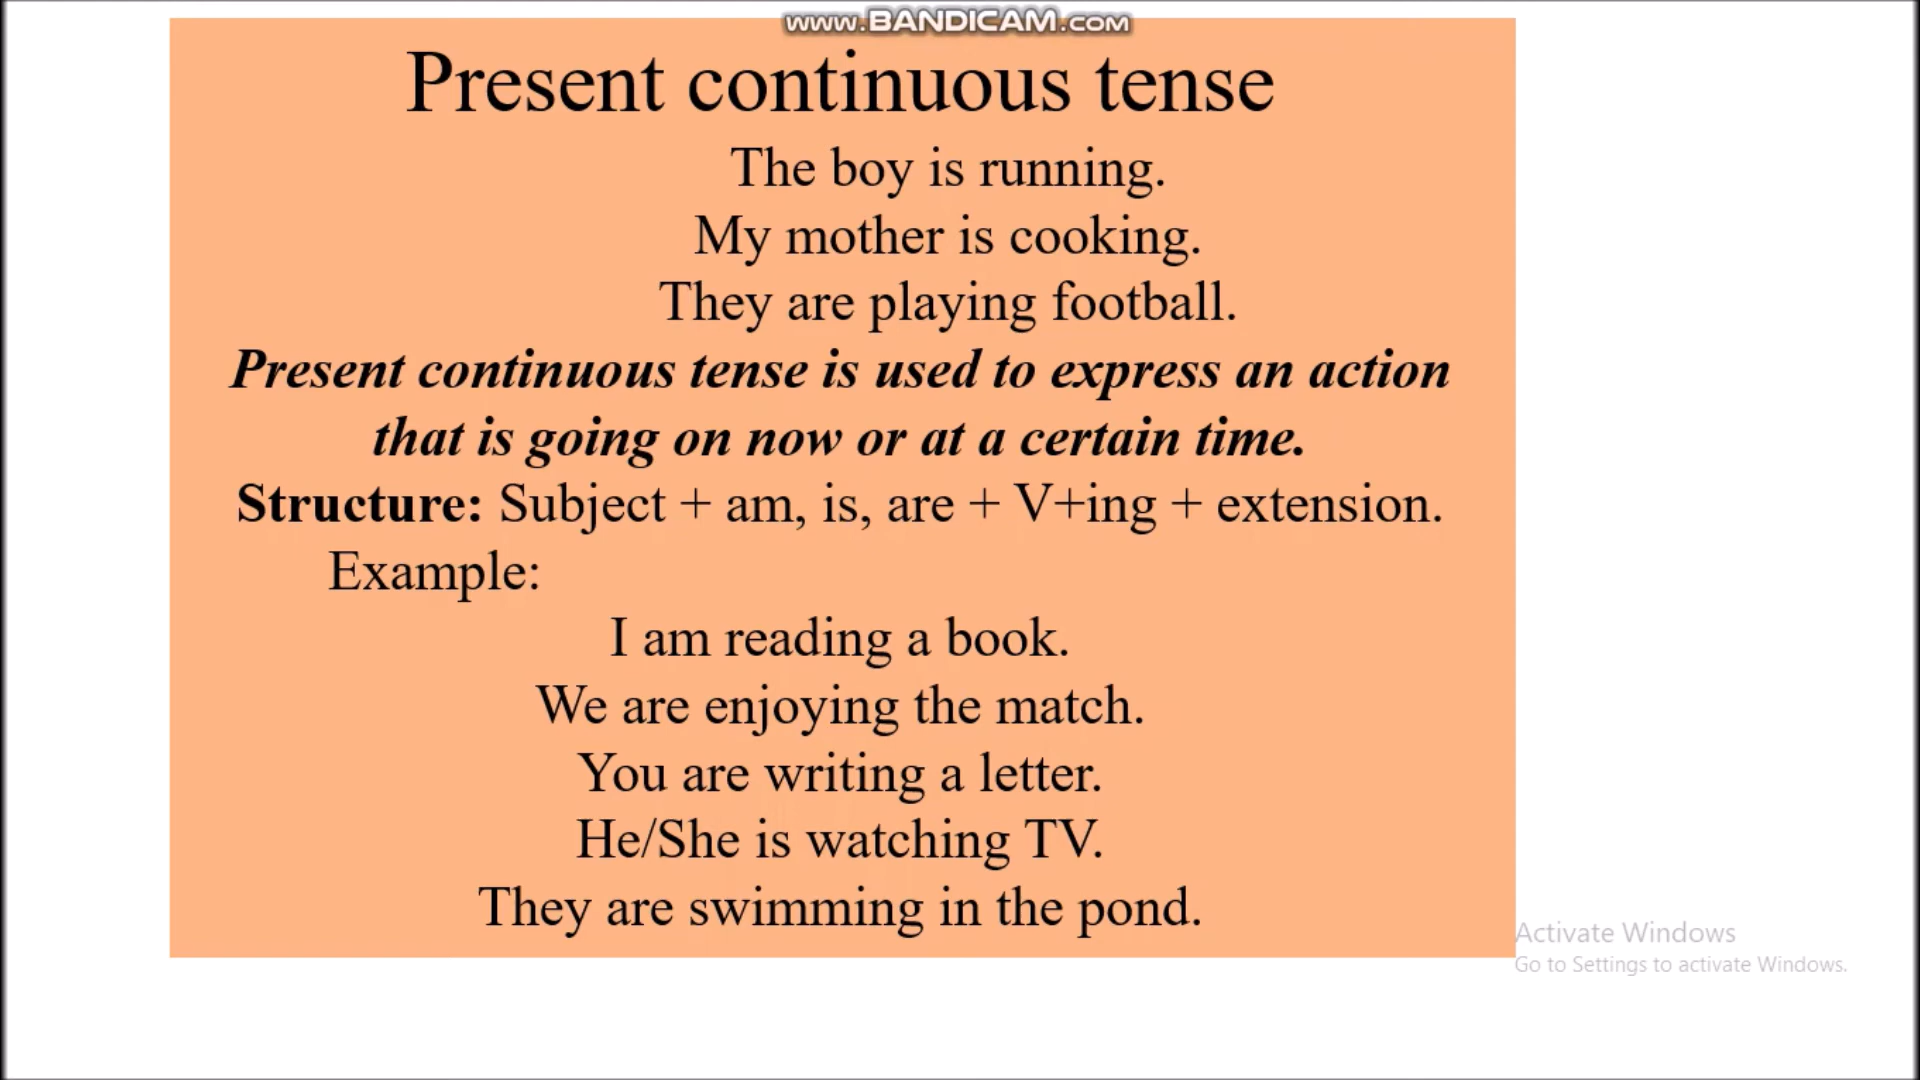 www.BANDICAM.com
Present continuous tense
The boy is running.
My mother is cooking.
They are playing football.
Present continuous tense is used to express an action
that is going on now or at a certain time.
Structure: Subject + am, is, are + V+ing + extension.
Example:
I am reading a book.
We are enjoying the match.
You are writing a letter.
He/She is watching TV.
They are swimming in the pond.
Activate Windows
Go to Settings to activate Windows.